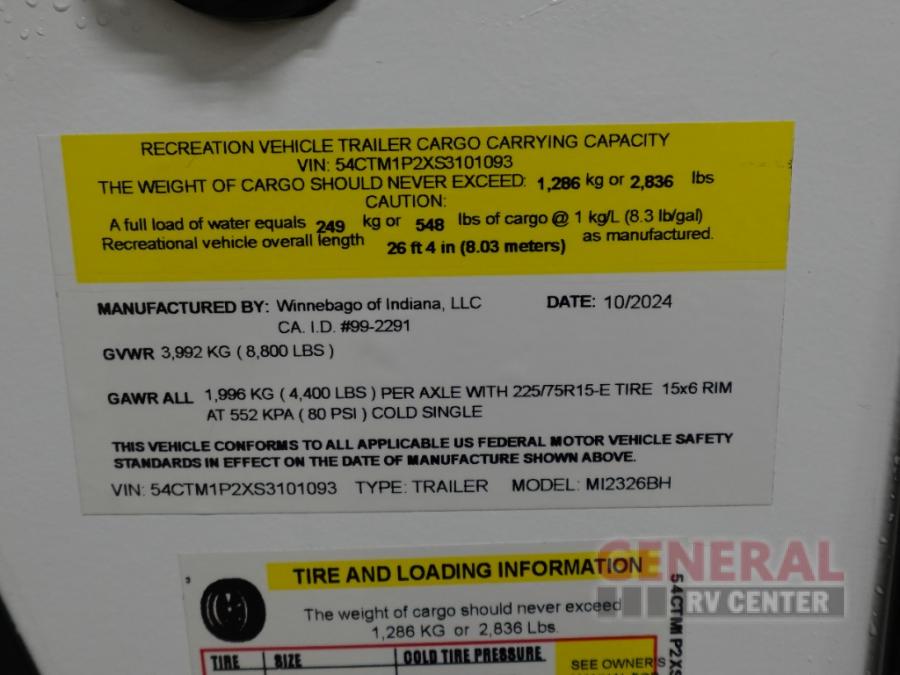 RECREATION VEHICLE TRAILER CARGO CARRYING CAPACITY
VIN: 54CTM1P2XS3101093
THE WEIGHT OF CARGO SHOULD NEVER EXCEED: 1,286 kg or 2,836 lbs
CAUTION:
A full load of water equals 249 kg or 548 lbs of cargo @ 1 kg/L (8.3 lb/gal)
Recreational vehicle overall length 26 ft 4 in (8.03 meters) as manufactured.
MANUFACTURED BY: Winnebago of Indiana, LLC DATE: 10/2024
CA. I.D. #99-2291
GVWR 3,992 KG ( 8,800 LBS )
GAWR ALL 1,996 KG ( 4,400 LBS ) PER AXLE WITH 225/75R15-E TIRE 15x6 RIM
AT 552 KPA ( 80 PSI ) COLD SINGLE
THIS VEHICLE CONFORMS TO ALL APPLICABLE US FEDERAL MOTOR VEHICLE SAFETY
STANDARDS IN EFFECT ON THE DATE OF MANUFACTURE SHOWN ABOVE.
VIN: 54CTM1P2XS3101093 TYPE: TRAILER MODEL: MI2326BH
TIRE AND LOADING INFORMATION
The weight of cargo should never exceed
1,286 KG or 2,836 Lbs.
TIRE SIZE COLD TIRE PRESSURE
SEE OWNER'S
54CTM1P2XS
GENERAL
RV CENTER